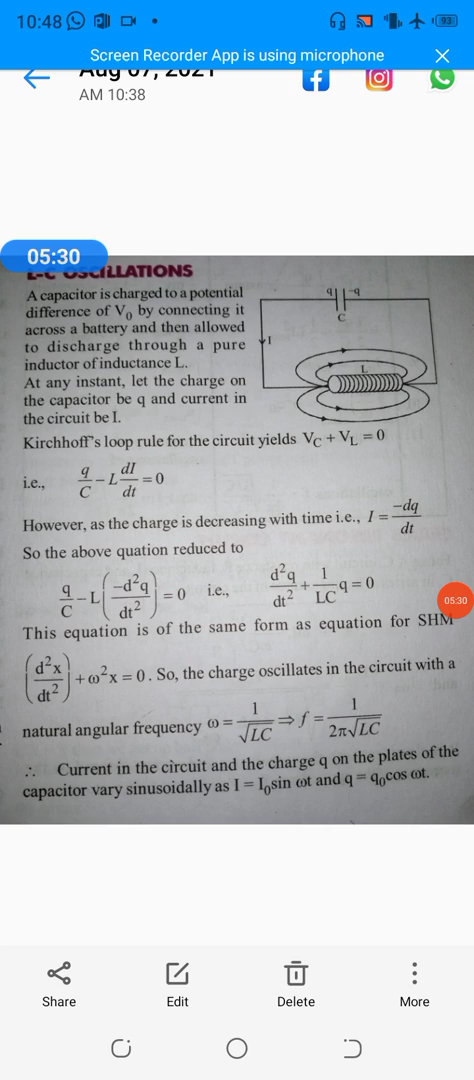 10:48
93
Screen Recorder App is using microphone
Aug 07, 2021
AM 10:38
05:30
L-C OSCILLATIONS
A capacitor is charged to a potential
difference of V₀ by connecting it
across a battery and then allowed
to discharge through a pure
inductor of inductance L.
At any instant, let the charge on
the capacitor be q and current in
the circuit be I.
q -q
C
I
L
Kirchhoff's loop rule for the circuit yields V_C + V_L = 0
i.e., q/C - L dI/dt = 0
However, as the charge is decreasing with time i.e., I = -dq/dt
So the above quation reduced to
q/C - L(-d²q/dt²) = 0 i.e., d²q/dt² + 1/LC q = 0
05:30
This equation is of the same form as equation for SHM
(d²x/dt²) + ω²x = 0. So, the charge oscillates in the circuit with a
natural angular frequency ω = 1/√LC ⇒ f = 1/2π√LC
∴ Current in the circuit and the charge q on the plates of the
capacitor vary sinusoidally as I = I₀sin ωt and q = q₀cos ωt.
Share
Edit
Delete
More